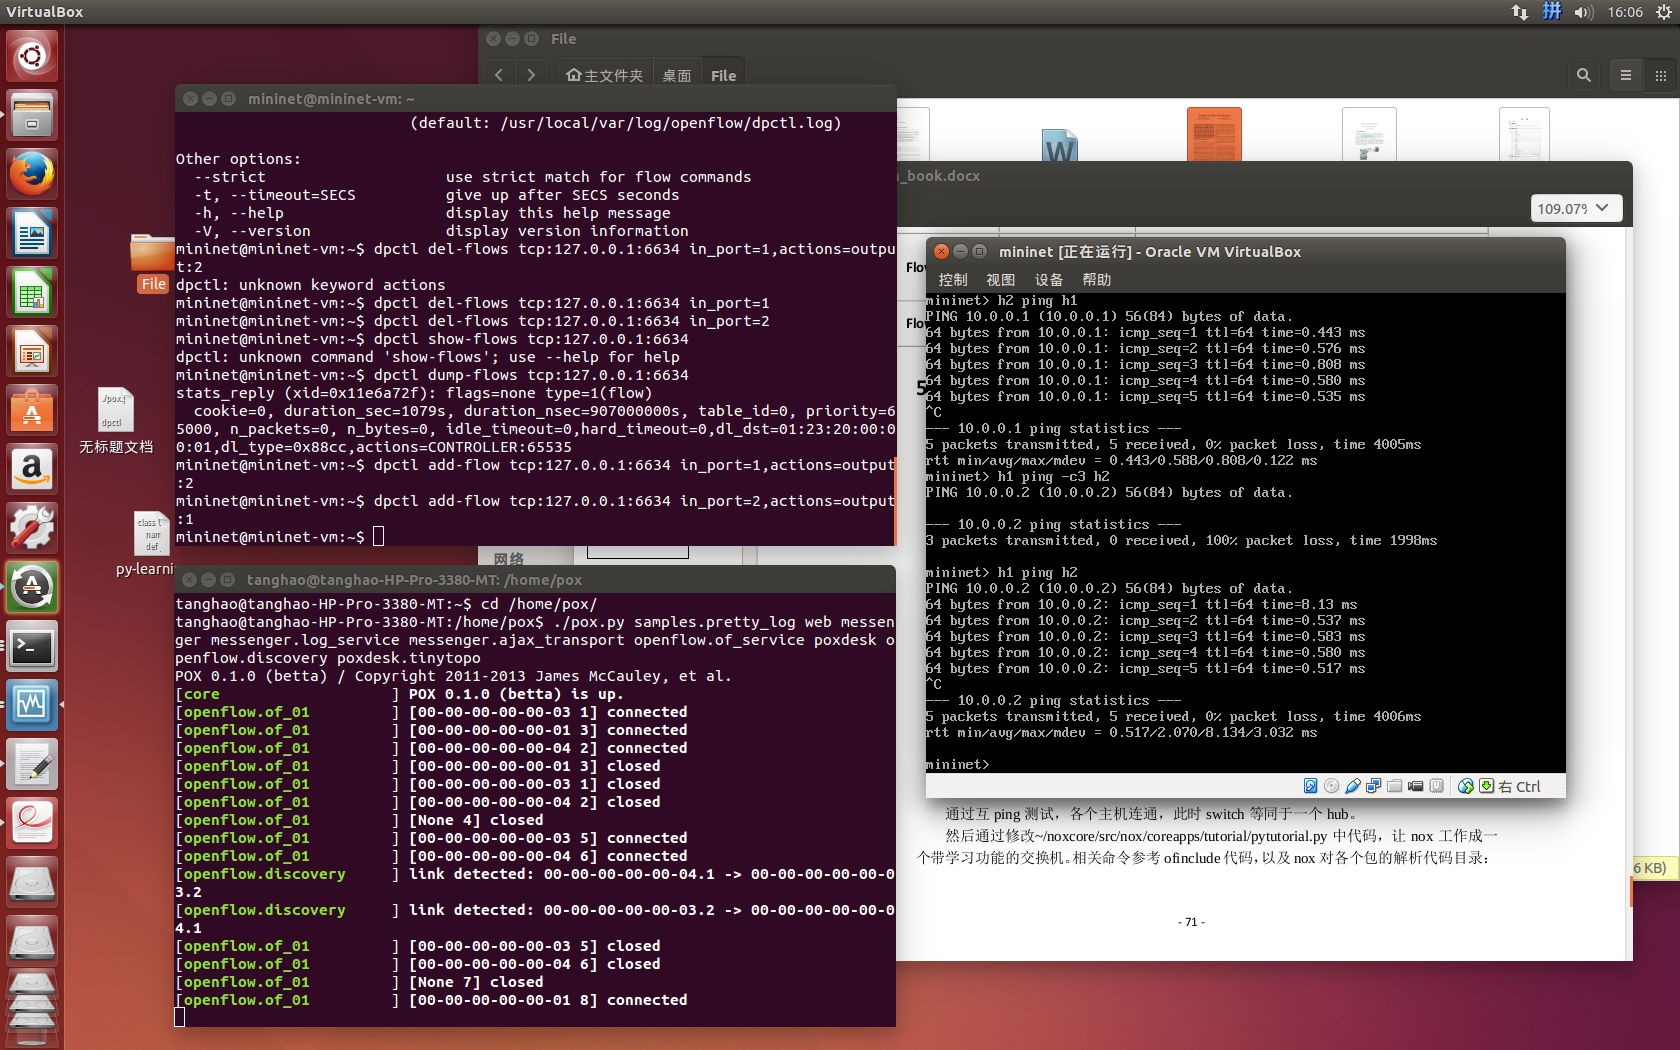 VirtualBox
拼
16:06
File
主文件夹
桌面
File
mininet@mininet-vm: ~
(default: /usr/local/var/log/openflow/dpctl.log)
Other options:
--strict use strict match for flow commands
-t, --timeout=SECS give up after SECS seconds
-h, --help display this help message
-V, --version display version information
mininet@mininet-vm:~$ dpctl del-flows tcp:127.0.0.1:6634 in_port=1,actions=outpu
t:2
dpctl: unknown keyword actions
mininet@mininet-vm:~$ dpctl del-flows tcp:127.0.0.1:6634 in_port=1
mininet@mininet-vm:~$ dpctl del-flows tcp:127.0.0.1:6634 in_port=2
mininet@mininet-vm:~$ dpctl show-flows tcp:127.0.0.1:6634
dpctl: unknown command 'show-flows'; use --help for help
mininet@mininet-vm:~$ dpctl dump-flows tcp:127.0.0.1:6634
stats_reply (xid=0x11e6a72f): flags=none type=1(flow)
cookie=0, duration_sec=1079s, duration_nsec=907000000s, table_id=0, priority=6
5000, n_packets=0, n_bytes=0, idle_timeout=0,hard_timeout=0,dl_dst=01:23:20:00:0
0:01,dl_type=0x88cc,actions=CONTROLLER:65535
mininet@mininet-vm:~$ dpctl add-flow tcp:127.0.0.1:6634 in_port=1,actions=output
:2
mininet@mininet-vm:~$ dpctl add-flow tcp:127.0.0.1:6634 in_port=2,actions=output
:1
mininet@mininet-vm:~$
网络
tanghao@tanghao-HP-Pro-3380-MT: /home/pox
tanghao@tanghao-HP-Pro-3380-MT:~$ cd /home/pox/
tanghao@tanghao-HP-Pro-3380-MT:/home/pox$ ./pox.py samples.pretty_log web messen
ger messenger.log_service messenger.ajax_transport openflow.of_service poxdesk o
penflow.discovery poxdesk.tinytopo
POX 0.1.0 (betta) / Copyright 2011-2013 James McCauley, et al.
[core ] POX 0.1.0 (betta) is up.
[openflow.of_01 ] [00-00-00-00-00-03 1] connected
[openflow.of_01 ] [00-00-00-00-00-01 3] connected
[openflow.of_01 ] [00-00-00-00-00-04 2] connected
[openflow.of_01 ] [00-00-00-00-00-01 3] closed
[openflow.of_01 ] [00-00-00-00-00-03 1] closed
[openflow.of_01 ] [00-00-00-00-00-04 2] closed
[openflow.of_01 ] [None 4] closed
[openflow.of_01 ] [00-00-00-00-00-03 5] connected
[openflow.of_01 ] [00-00-00-00-00-04 6] connected
[openflow.discovery ] link detected: 00-00-00-00-00-04.1 -> 00-00-00-00-00-0
3.2
[openflow.discovery ] link detected: 00-00-00-00-00-03.2 -> 00-00-00-00-00-0
4.1
[openflow.of_01 ] [00-00-00-00-00-03 5] closed
[openflow.of_01 ] [00-00-00-00-00-04 6] closed
[openflow.of_01 ] [None 7] closed
[openflow.of_01 ] [00-00-00-00-00-01 8] connected
File
./pox.
dpctl
无标题文档
class
nam
def
py-learni
W
_book.docx
109.07%
Flov
Flov
5
mininet [正在运行] - Oracle VM VirtualBox
控制 视图 设备 帮助
mininet> h2 ping h1
PING 10.0.0.1 (10.0.0.1) 56(84) bytes of data.
64 bytes from 10.0.0.1: icmp_seq=1 ttl=64 time=0.443 ms
64 bytes from 10.0.0.1: icmp_seq=2 ttl=64 time=0.576 ms
64 bytes from 10.0.0.1: icmp_seq=3 ttl=64 time=0.808 ms
64 bytes from 10.0.0.1: icmp_seq=4 ttl=64 time=0.580 ms
64 bytes from 10.0.0.1: icmp_seq=5 ttl=64 time=0.535 ms
^C
--- 10.0.0.1 ping statistics ---
5 packets transmitted, 5 received, 0% packet loss, time 4005ms
rtt min/avg/max/mdev = 0.443/0.588/0.808/0.122 ms
mininet> h1 ping -c3 h2
PING 10.0.0.2 (10.0.0.2) 56(84) bytes of data.
--- 10.0.0.2 ping statistics ---
3 packets transmitted, 0 received, 100% packet loss, time 1998ms
mininet> h1 ping h2
PING 10.0.0.2 (10.0.0.2) 56(84) bytes of data.
64 bytes from 10.0.0.2: icmp_seq=1 ttl=64 time=8.13 ms
64 bytes from 10.0.0.2: icmp_seq=2 ttl=64 time=0.537 ms
64 bytes from 10.0.0.2: icmp_seq=3 ttl=64 time=0.583 ms
64 bytes from 10.0.0.2: icmp_seq=4 ttl=64 time=0.580 ms
64 bytes from 10.0.0.2: icmp_seq=5 ttl=64 time=0.517 ms
^C
--- 10.0.0.2 ping statistics ---
5 packets transmitted, 5 received, 0% packet loss, time 4006ms
rtt min/avg/max/mdev = 0.517/2.070/8.134/3.032 ms
mininet>
右 Ctrl
通过互 ping 测试，各个主机连通，此时 switch 等同于一个 hub。
然后通过修改~/noxcore/src/nox/coreapps/tutorial/pytutorial.py 中代码，让 nox 工作成一
个带学习功能的交换机。相关命令参考 ofinclude 代码，以及 nox 对各个包的解析代码目录：
- 71 -
6 KB)